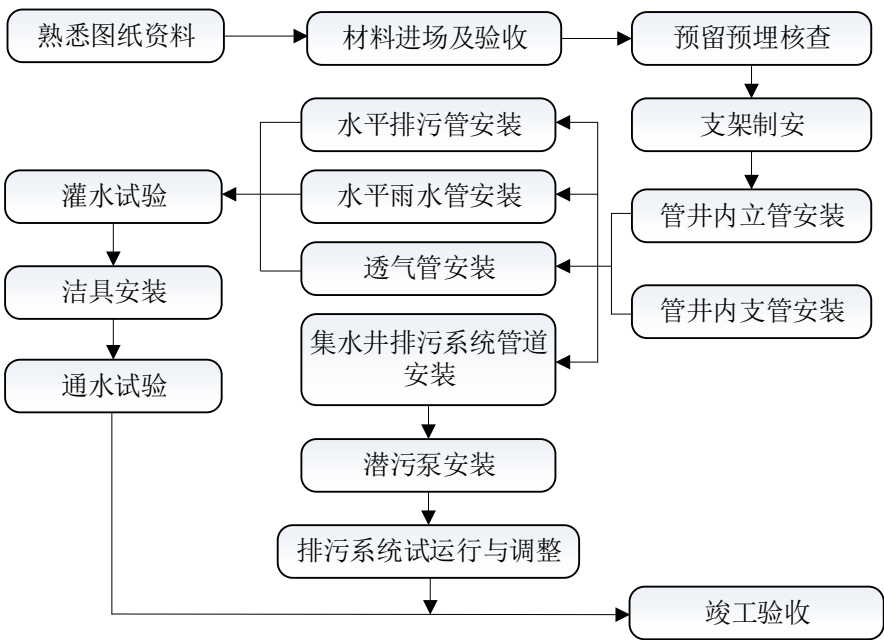 熟悉图纸资料
材料进场及验收
预留预埋核查
水平排污管安装
支架制安
灌水试验
水平雨水管安装
管井内立管安装
透气管安装
洁具安装
管井内支管安装
集水井排污系统管道
安装
通水试验
潜污泵安装
排污系统试运行与调整
竣工验收